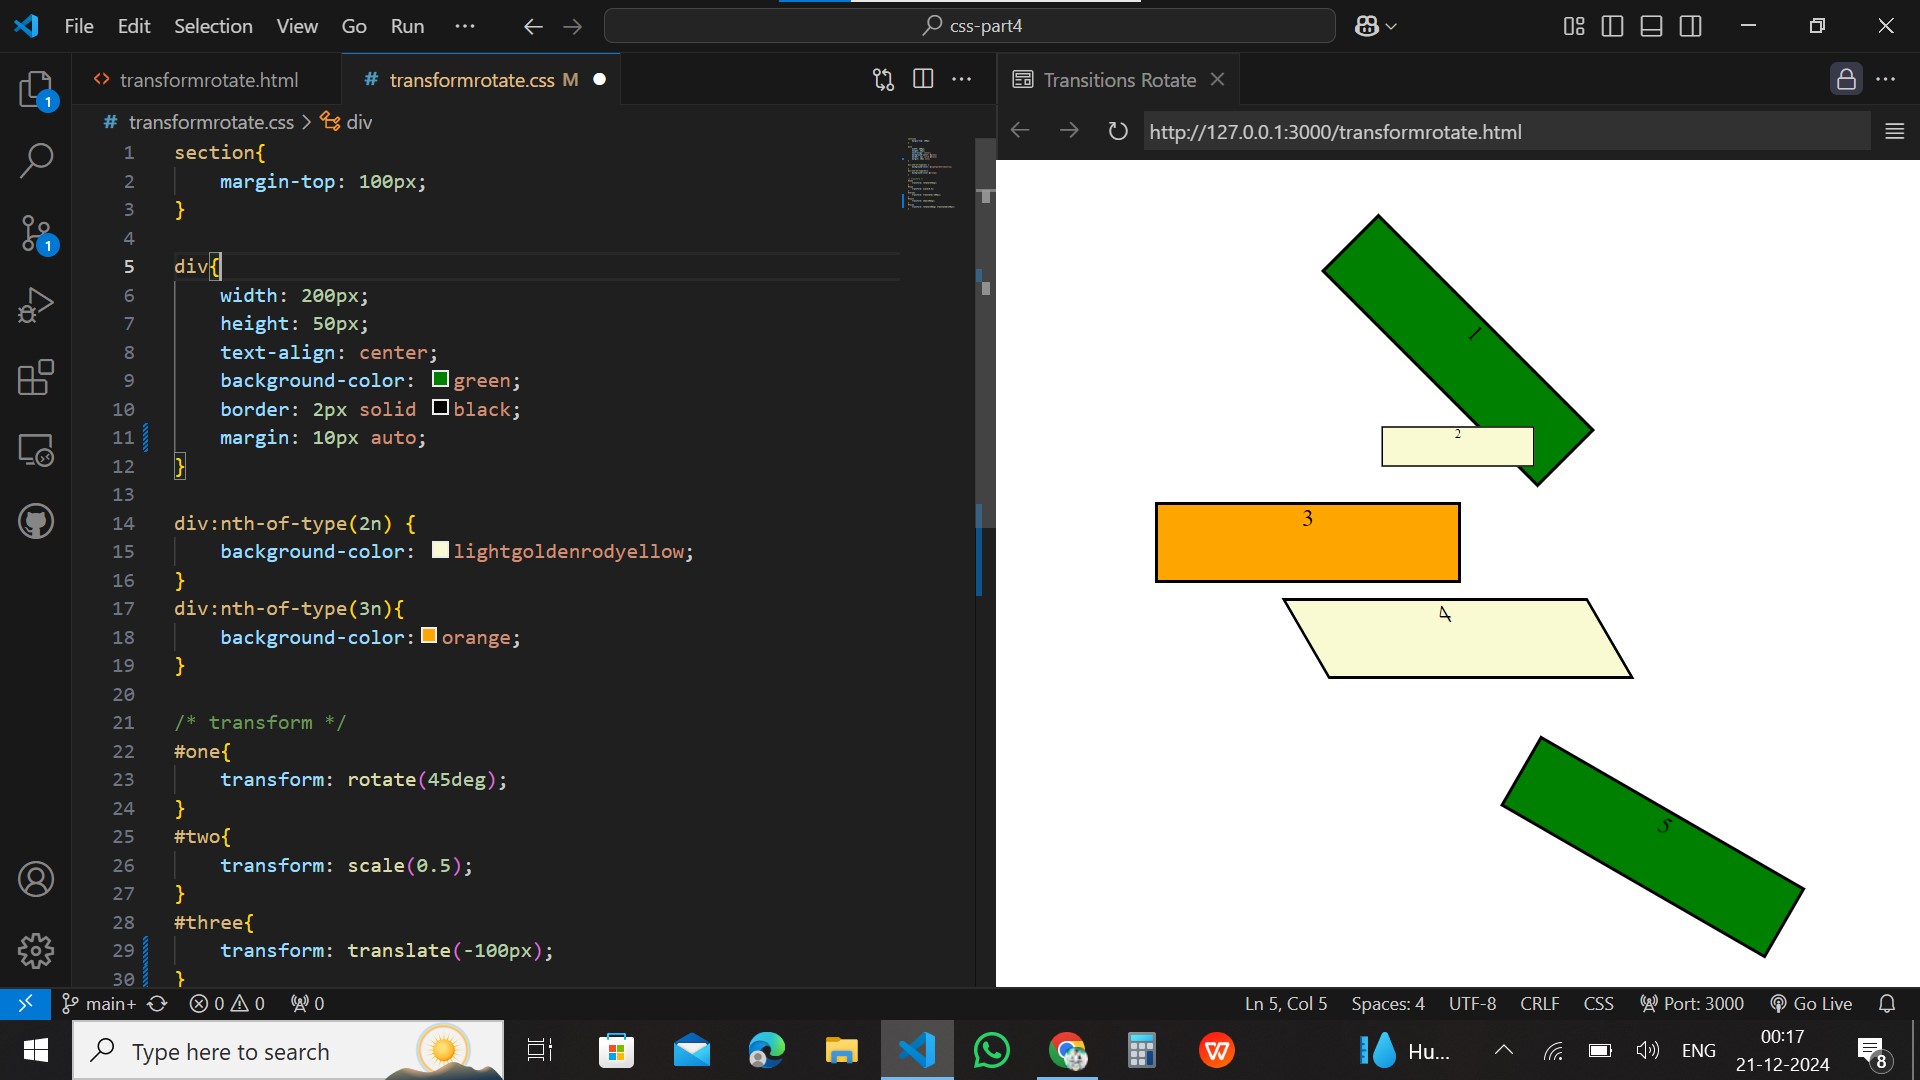 File Edit Selection View Go Run ··· css-part4
transformrotate.html
transformrotate.css M
transformrotate.css > div
1 section{
2 margin-top: 100px;
3 }
4
5 div{
6 width: 200px;
7 height: 50px;
8 text-align: center;
9 background-color: green;
10 border: 2px solid black;
11 margin: 10px auto;
12 }
13
14 div:nth-of-type(2n) {
15 background-color: lightgoldenrodyellow;
16 }
17 div:nth-of-type(3n){
18 background-color: orange;
19 }
20
21 /* transform */
22 #one{
23 transform: rotate(45deg);
24 }
25 #two{
26 transform: scale(0.5);
27 }
28 #three{
29 transform: translate(-100px);
30 }
1
1
Transitions Rotate
http://127.0.0.1:3000/transformrotate.html
1
2
3
4
5
main+ 0 0 0 Ln 5, Col 5 Spaces: 4 UTF-8 CRLF CSS Port: 3000 Go Live
Type here to search Hu... ENG 00:17
21-12-2024 8